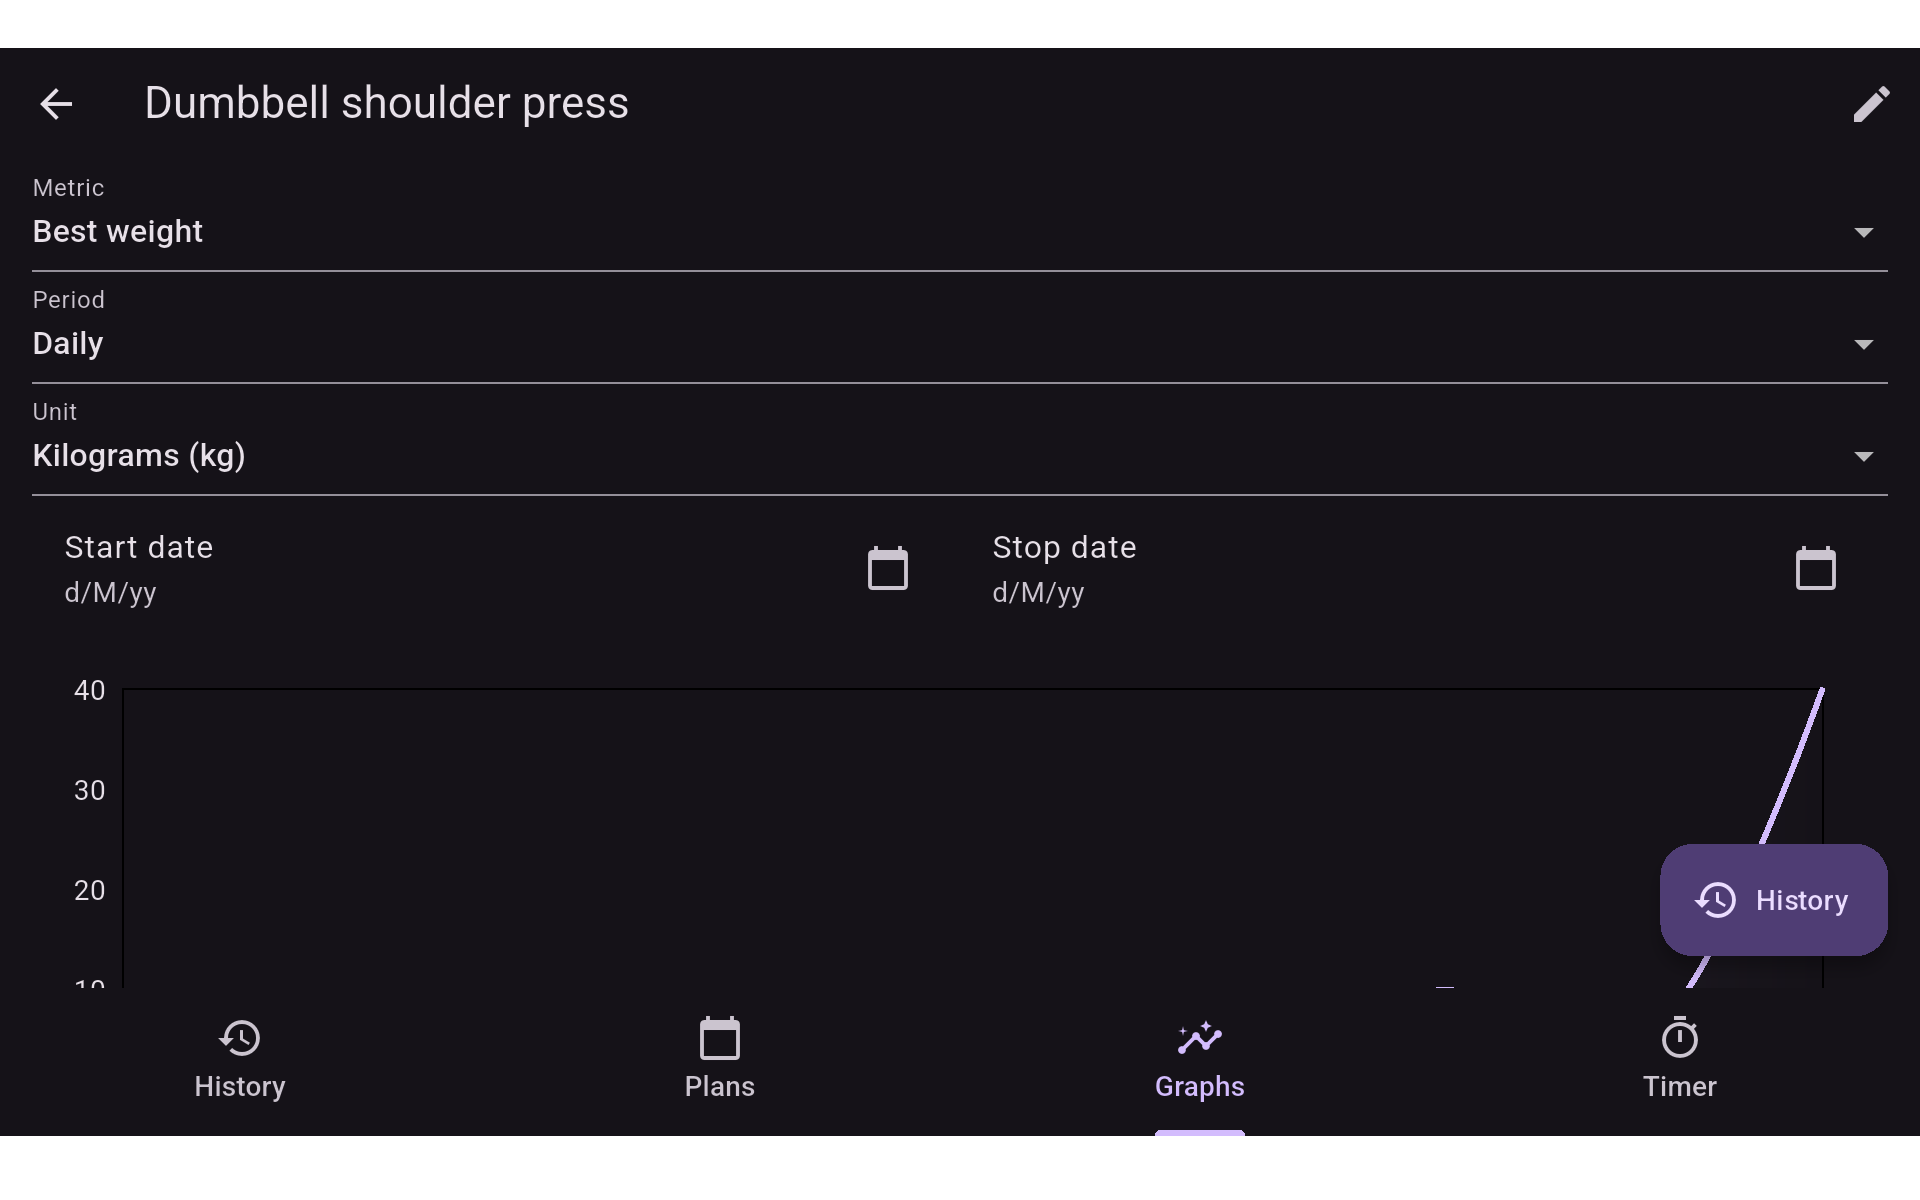 Dumbbell shoulder press
Metric
Best weight
Period
Daily
Unit
Kilograms (kg)
Start date
d/M/yy
Stop date
d/M/yy
40
30
20
10
History
History
Plans
Graphs
Timer